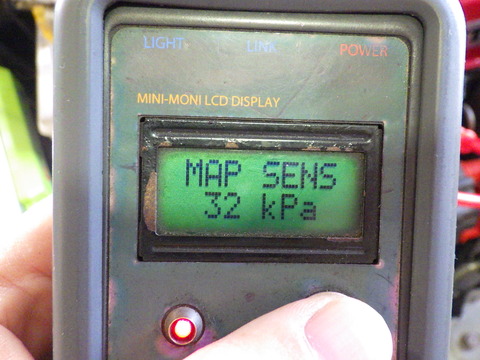 LIGHT LINK POWER
MINI-MONI LCD DISPLAY
MAP SENS
32 kPa